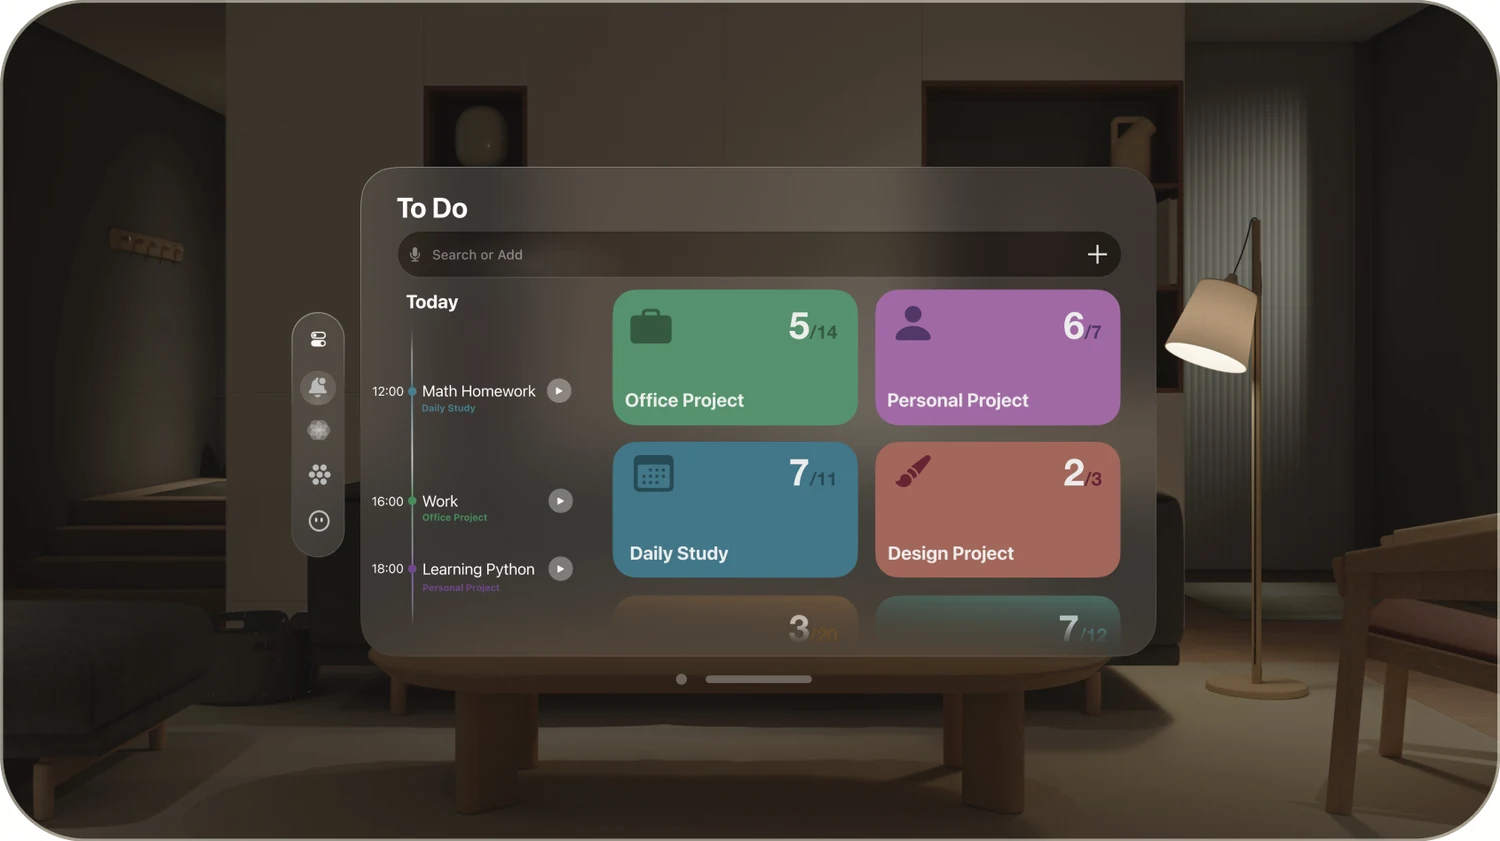 To Do
Search or Add
Today
12:00 Math Homework
Daily Study
16:00 Work
Office Project
18:00 Learning Python
Personal Project
5/14
Office Project
6/7
Personal Project
7/11
Daily Study
2/3
Design Project
3/20
7/12